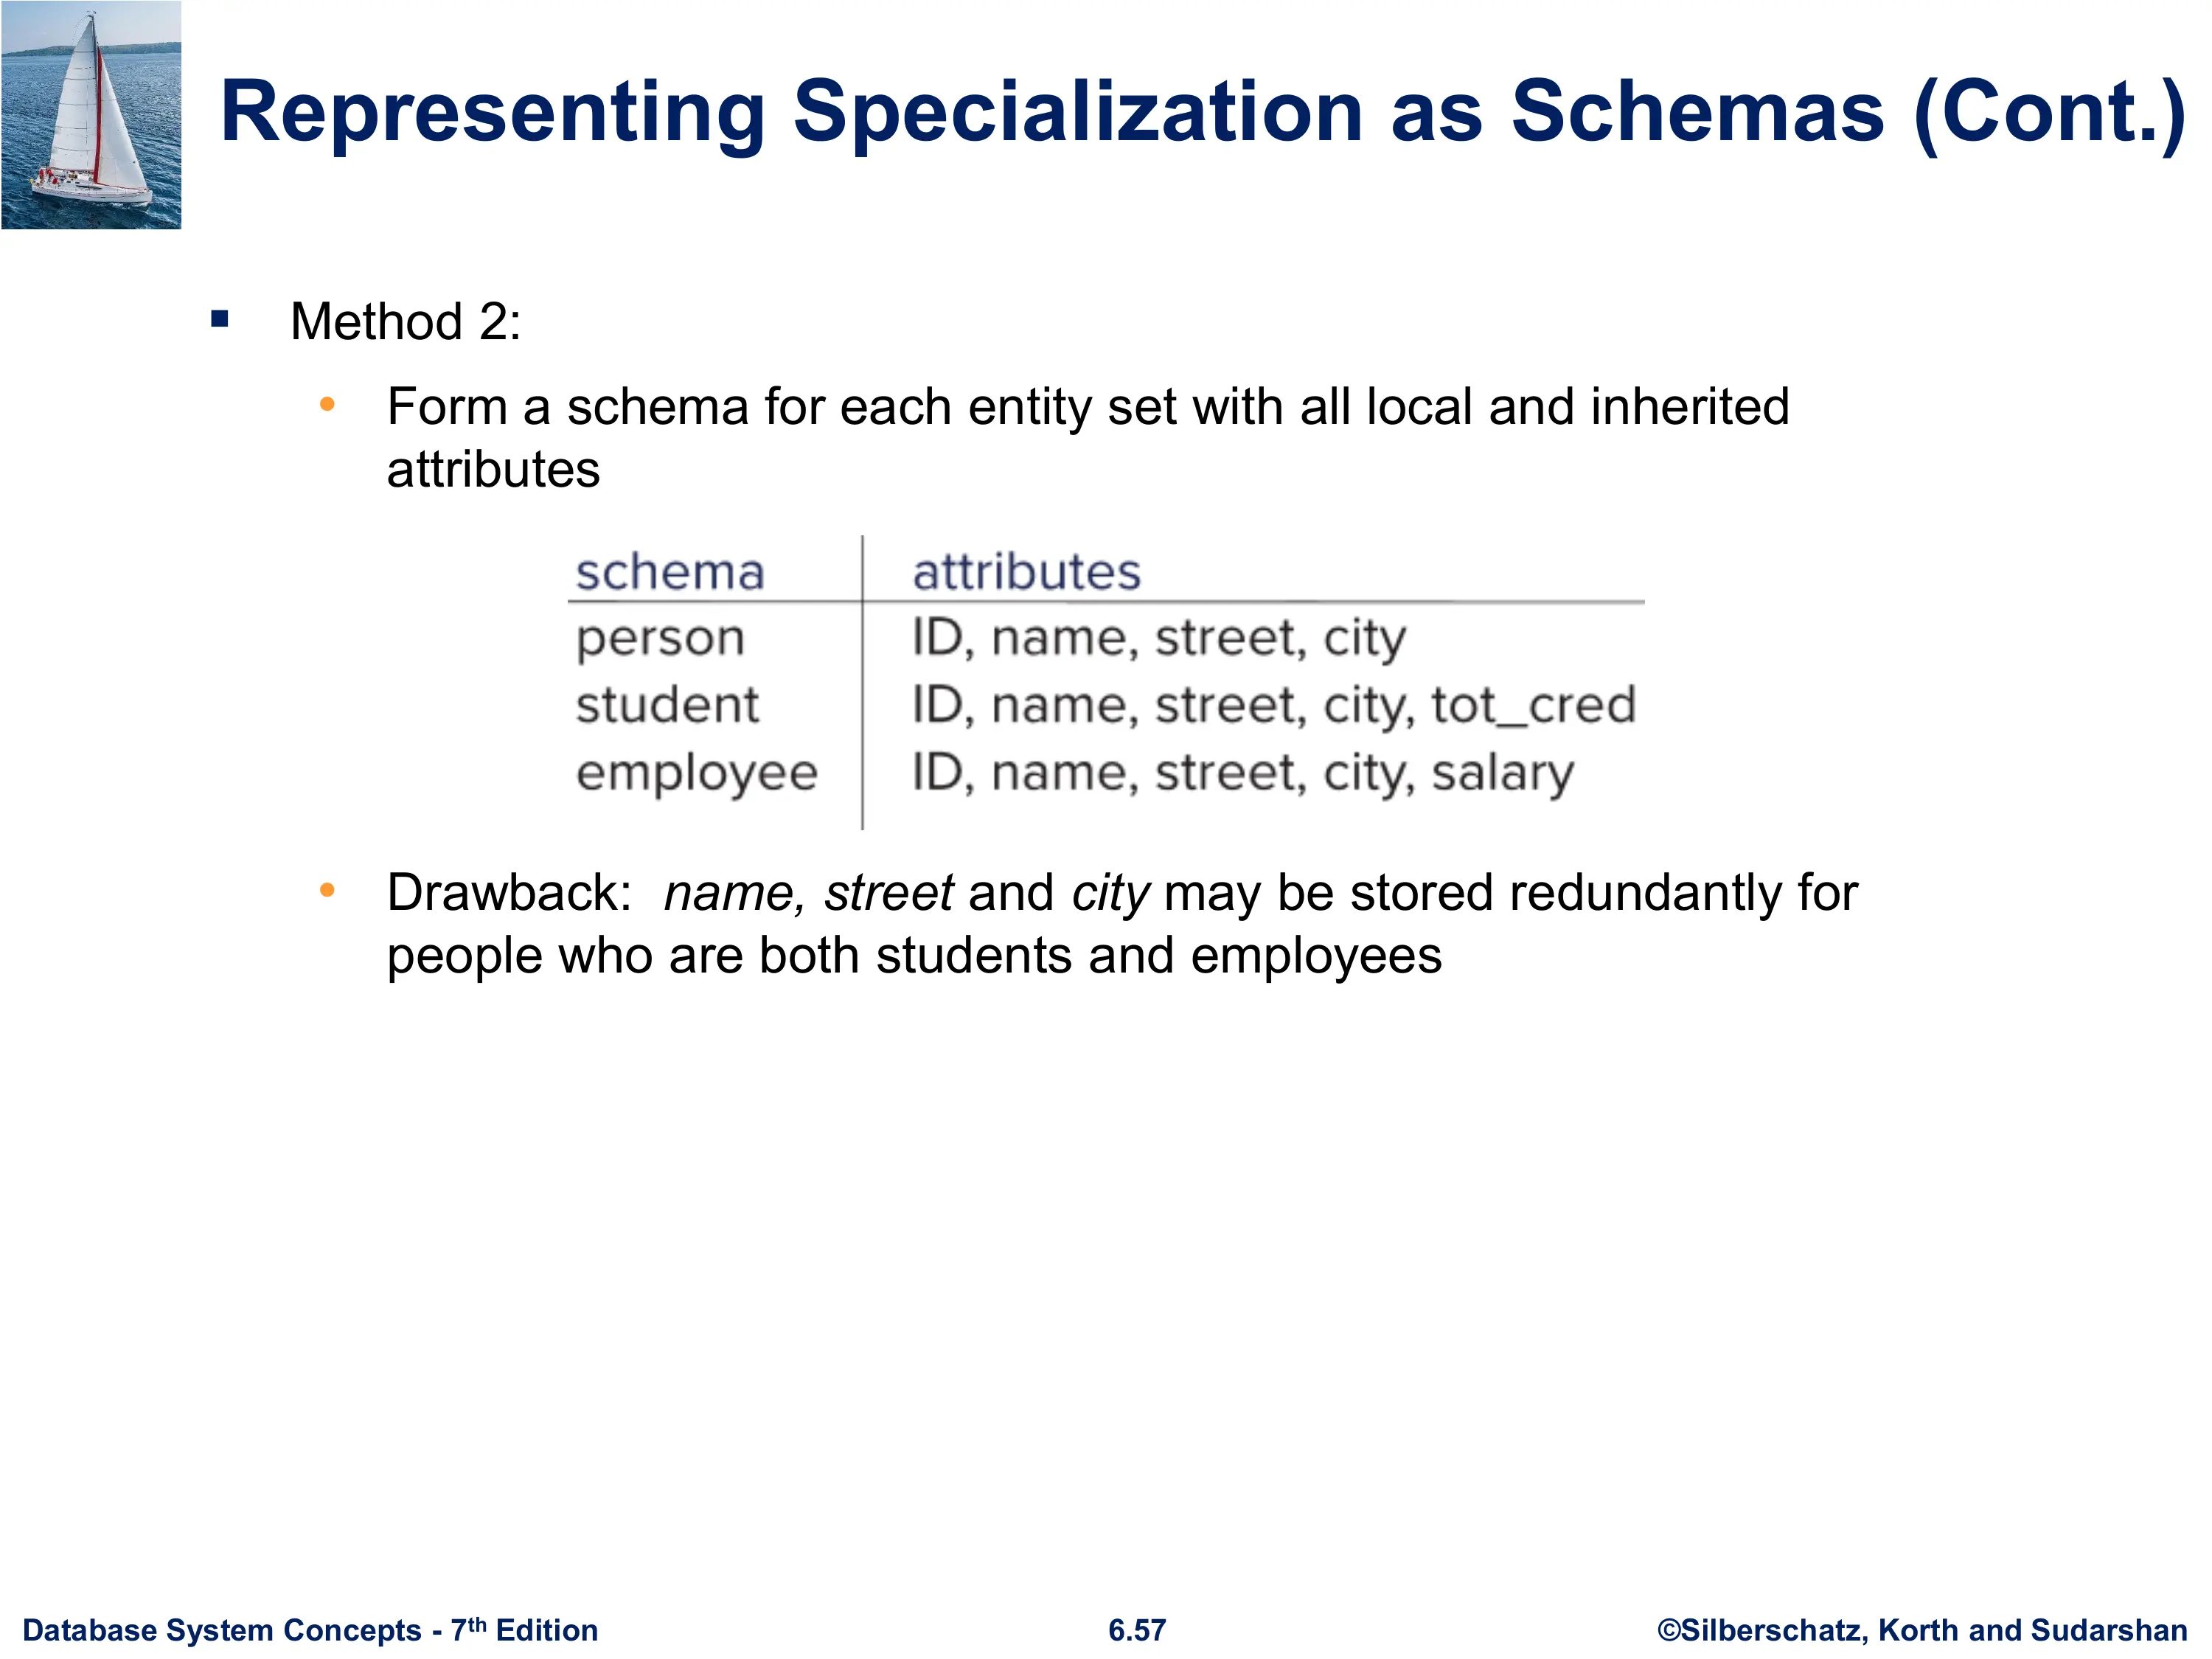 Representing Specialization as Schemas (Cont.)
▪ Method 2:
• Form a schema for each entity set with all local and inherited
attributes
schema attributes
person ID, name, street, city
student ID, name, street, city, tot_cred
employee ID, name, street, city, salary
• Drawback:  name, street and city may be stored redundantly for
people who are both students and employees
Database System Concepts - 7th Edition 6.57 ©Silberschatz, Korth and Sudarshan